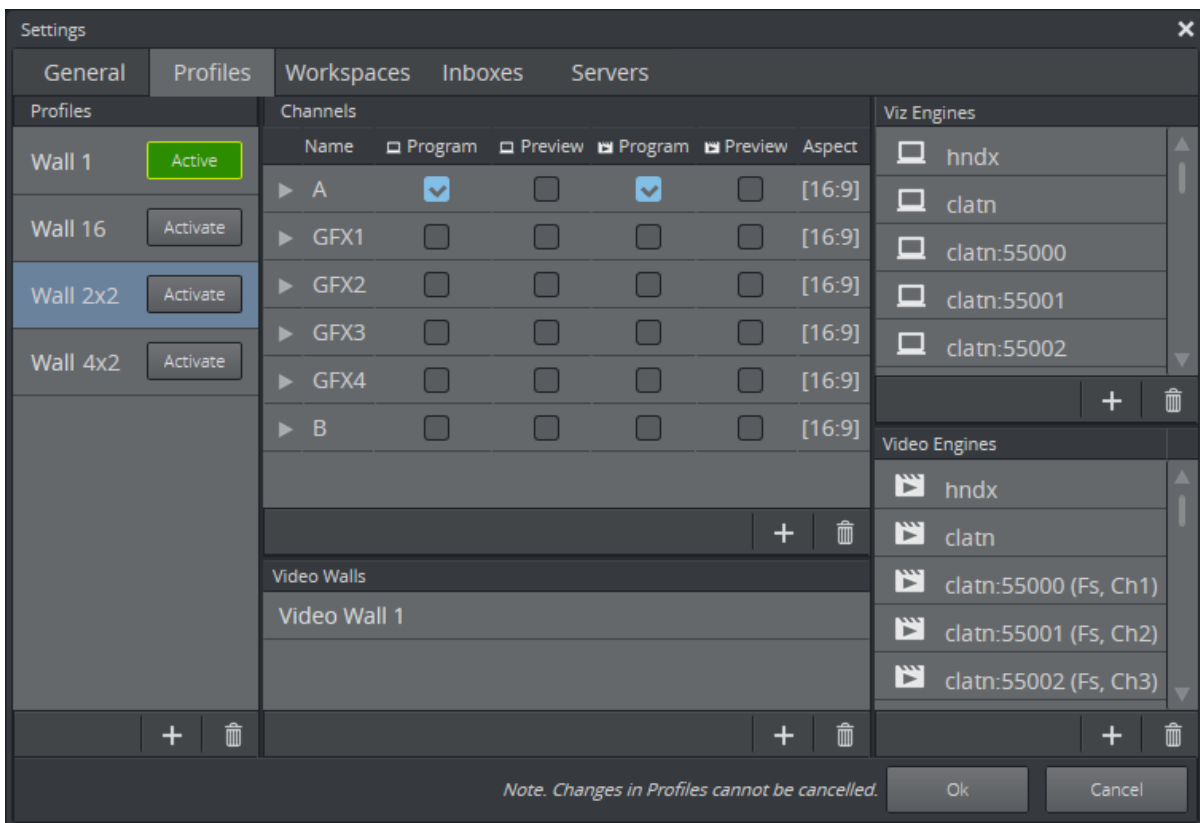 Settings
General Profiles Workspaces Inboxes Servers
Profiles
Wall 1 Active
Wall 16 Activate
Wall 2x2 Activate
Wall 4x2 Activate
Channels
Name Program Preview Program Preview Aspect
A [16:9]
GFX1 [16:9]
GFX2 [16:9]
GFX3 [16:9]
GFX4 [16:9]
B [16:9]
Video Walls
Video Wall 1
Viz Engines
hndx
clatn
clatn:55000
clatn:55001
clatn:55002
Video Engines
hndx
clatn
clatn:55000 (Fs, Ch1)
clatn:55001 (Fs, Ch2)
clatn:55002 (Fs, Ch3)
Note. Changes in Profiles cannot be cancelled.
Ok Cancel